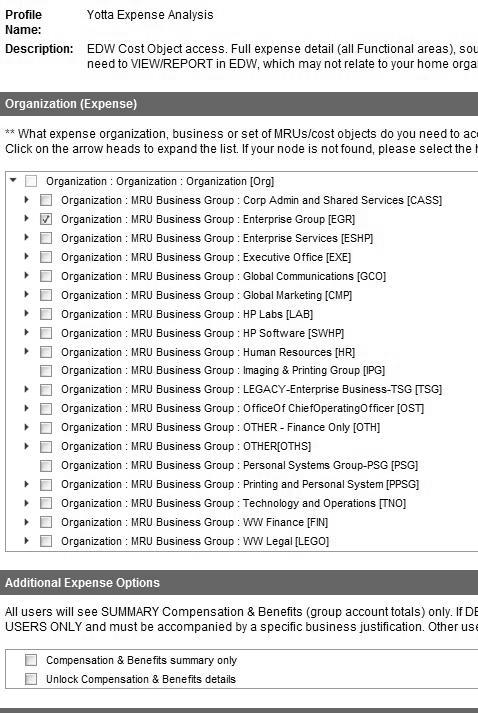 Profile Name: Yotta Expense Analysis
Description: EDW Cost Object access. Full expense detail (all Functional areas), sou
need to VIEW/REPORT in EDW, which may not relate to your home orga
Organization (Expense)
** What expense organization, business or set of MRUs/cost objects do you need to acc
Click on the arrow heads to expand the list. If your node is not found, please select the h
Organization : Organization : Organization [Org]
Organization : MRU Business Group : Corp Admin and Shared Services [CASS]
Organization : MRU Business Group : Enterprise Group [EGR]
Organization : MRU Business Group : Enterprise Services [ESHP]
Organization : MRU Business Group : Executive Office [EXE]
Organization : MRU Business Group : Global Communications [GCO]
Organization : MRU Business Group : Global Marketing [CMP]
Organization : MRU Business Group : HP Labs [LAB]
Organization : MRU Business Group : HP Software [SWHP]
Organization : MRU Business Group : Human Resources [HR]
Organization : MRU Business Group : Imaging & Printing Group [IPG]
Organization : MRU Business Group : LEGACY-Enterprise Business-TSG [TSG]
Organization : MRU Business Group : OfficeOf ChiefOperatingOfficer [OST]
Organization : MRU Business Group : OTHER - Finance Only [OTH]
Organization : MRU Business Group : OTHER[OTHS]
Organization : MRU Business Group : Personal Systems Group-PSG [PSG]
Organization : MRU Business Group : Printing and Personal System [PPSG]
Organization : MRU Business Group : Technology and Operations [TNO]
Organization : MRU Business Group : WW Finance [FIN]
Organization : MRU Business Group : WW Legal [LEGO]
Additional Expense Options
All users will see SUMMARY Compensation & Benefits (group account totals) only. If DE
USERS ONLY and must be accompanied by a specific business justification. Other use
Compensation & Benefits summary only
Unlock Compensation & Benefits details